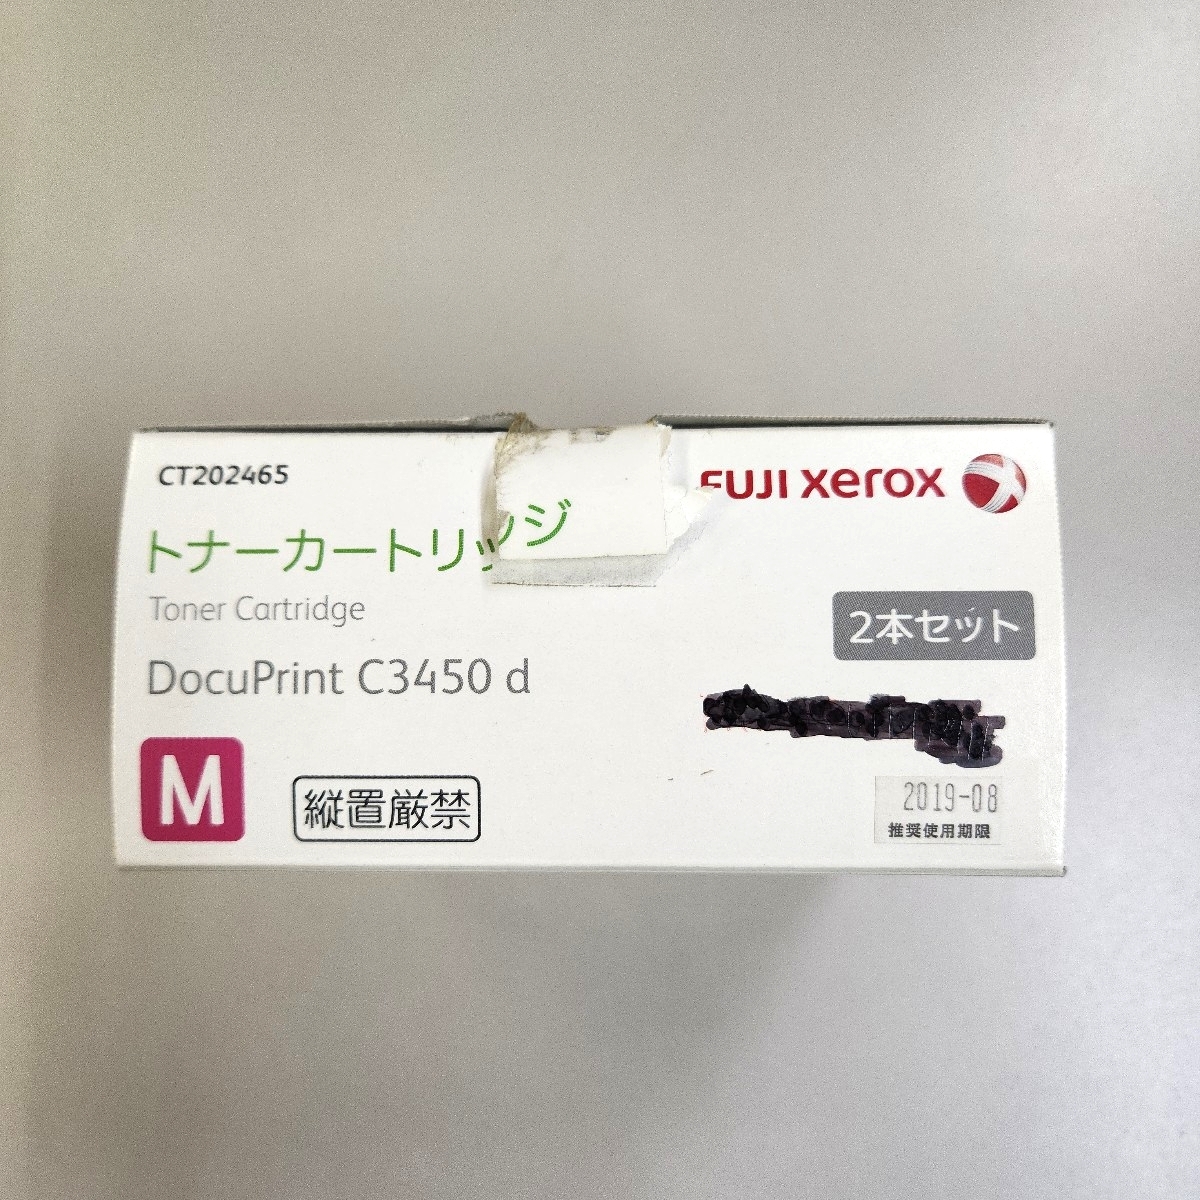 CT202465
FUJI xerox
トナーカートリッジ
Toner Cartridge
2本セット
DocuPrint C3450 d
M
縦置厳禁
2019-08
推奨使用期限